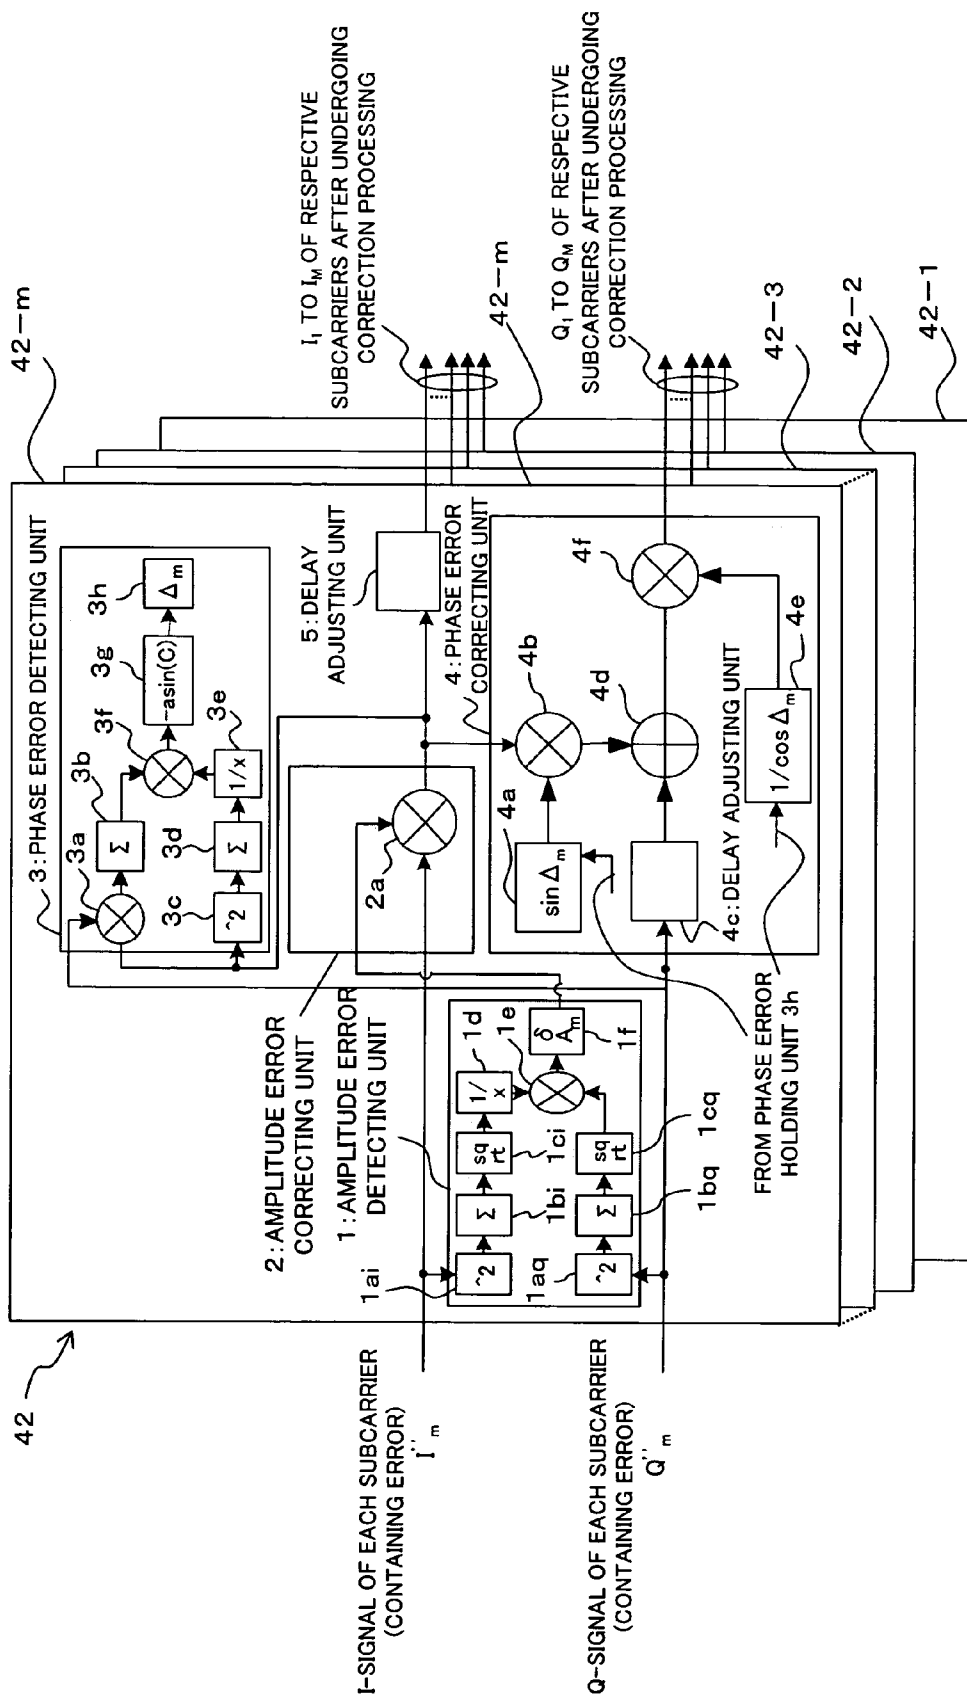 42
42-m
3:PHASE ERROR DETECTING UNIT
3a
3b
3c
3d
3e
3f
3g
3h
Σ
^2
Σ
1/x
-asin(C)
Δm
I1 TO IM OF RESPECTIVE
SUBCARRIERS AFTER UNDERGOING
CORRECTION PROCESSING
2:AMPLITUDE ERROR
CORRECTING UNIT
2a
5:DELAY
ADJUSTING UNIT
42-m
1:AMPLITUDE ERROR
DETECTING UNIT
1ai
^2
Σ
1bi
sq
rt
1ci
1/
x
1d
1e
δ
Am
1f
1aq
^2
Σ
1bq
sq
rt
1cq
4:PHASE ERROR
CORRECTING UNIT
4a
sin Δm
4b
4c:DELAY ADJUSTING UNIT
4d
4e
1/cos Δm
4f
FROM PHASE ERROR
HOLDING UNIT 3h
Q1 TO QM OF RESPECTIVE
SUBCARRIERS AFTER UNDERGOING
CORRECTION PROCESSING
42-3
42-2
42-1
I-SIGNAL OF EACH SUBCARRIER
(CONTAINING ERROR)
I''m
Q-SIGNAL OF EACH SUBCARRIER
(CONTAINING ERROR)
Q''m